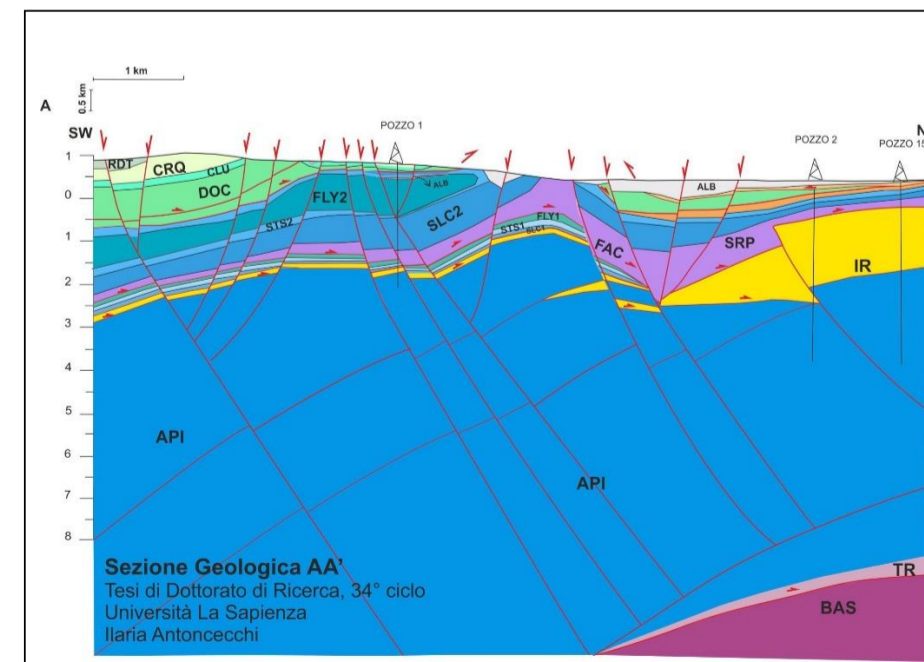 1 km
0.5 km
A
SW
N
POZZO 1
POZZO 2
POZZO 15
1
0
1
2
3
4
5
6
7
8
RDT
CRQ
CLU
DOC
ALB
FLY2
STS2
SLC2
FLY1
STS1
SLC1
FAC
ALB
SRP
IR
API
API
TR
BAS
Sezione Geologica AA'
Tesi di Dottorato di Ricerca, 34° ciclo
Università La Sapienza
Ilaria Antoncecchi